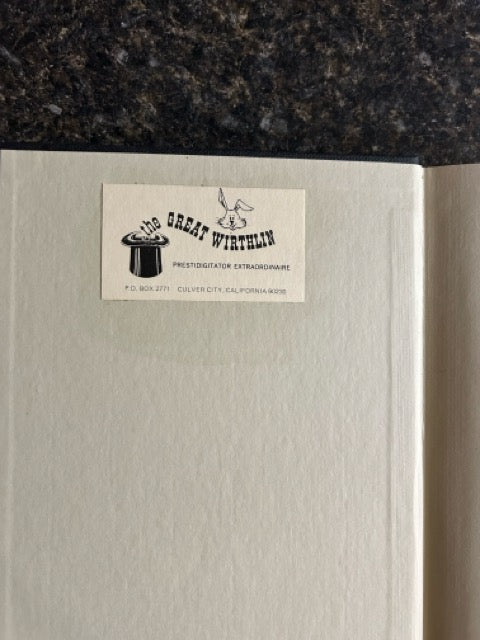 the GREAT WIRTHLIN
PRESTIDIGITATOR EXTRAORDINAIRE
P.O. BOX 2771 CULVER CITY, CALIFORNIA 90230